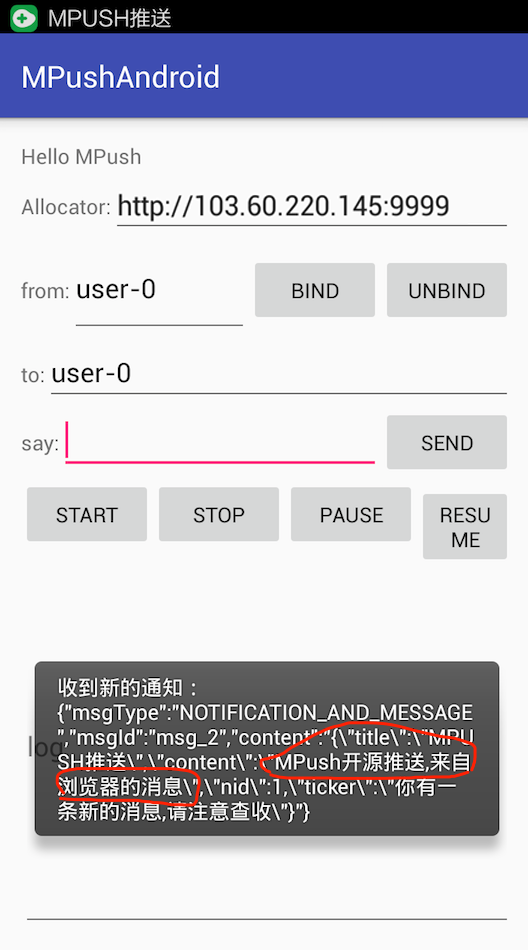 MPUSH推送
MPushAndroid
Hello MPush
Allocator: http://103.60.220.145:9999
from: user-0 BIND UNBIND
to: user-0
say: SEND
START STOP PAUSE RESU
ME
log
收到新的通知：
{"msgType":"NOTIFICATION_AND_MESSAGE
","msgId":"msg_2","content":"{\"title\":\"MPU
SH推送\",\"content\":\"MPush开源推送,来自
浏览器的消息\",\"nid\":1,\"ticker\":\"你有一
条新的消息,请注意查收\"}"}